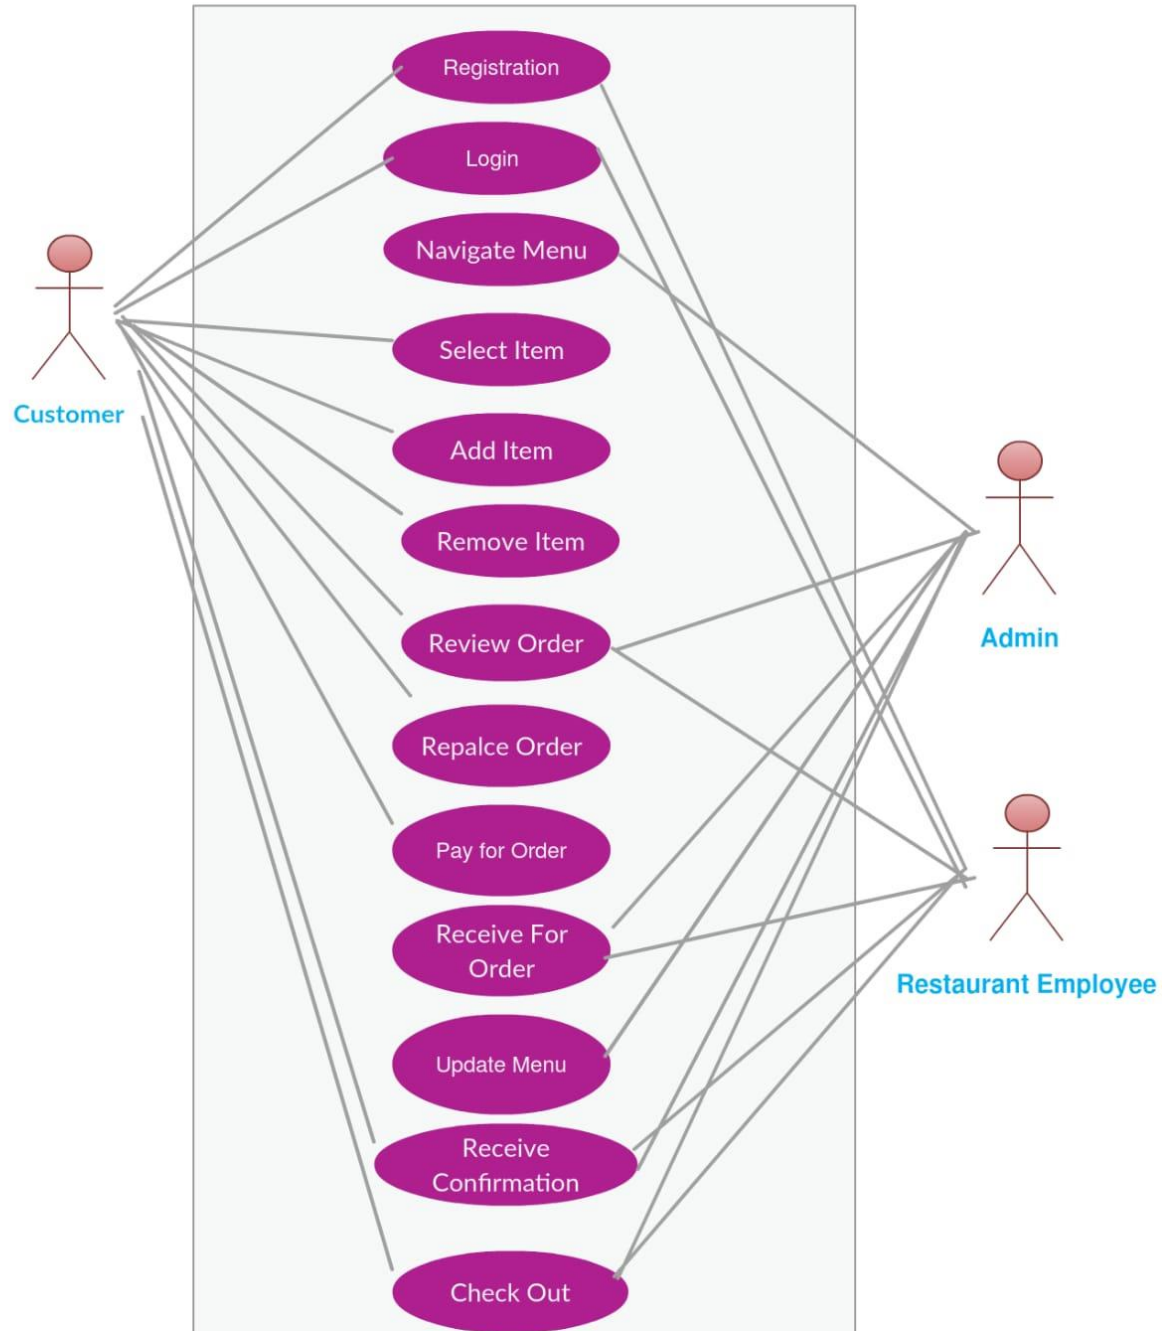 Registration
Login
Navigate Menu
Select Item
Customer
Add Item
Remove Item
Review Order
Admin
Repalce Order
Pay for Order
Receive For
Order
Restaurant Employee
Update Menu
Receive
Confirmation
Check Out